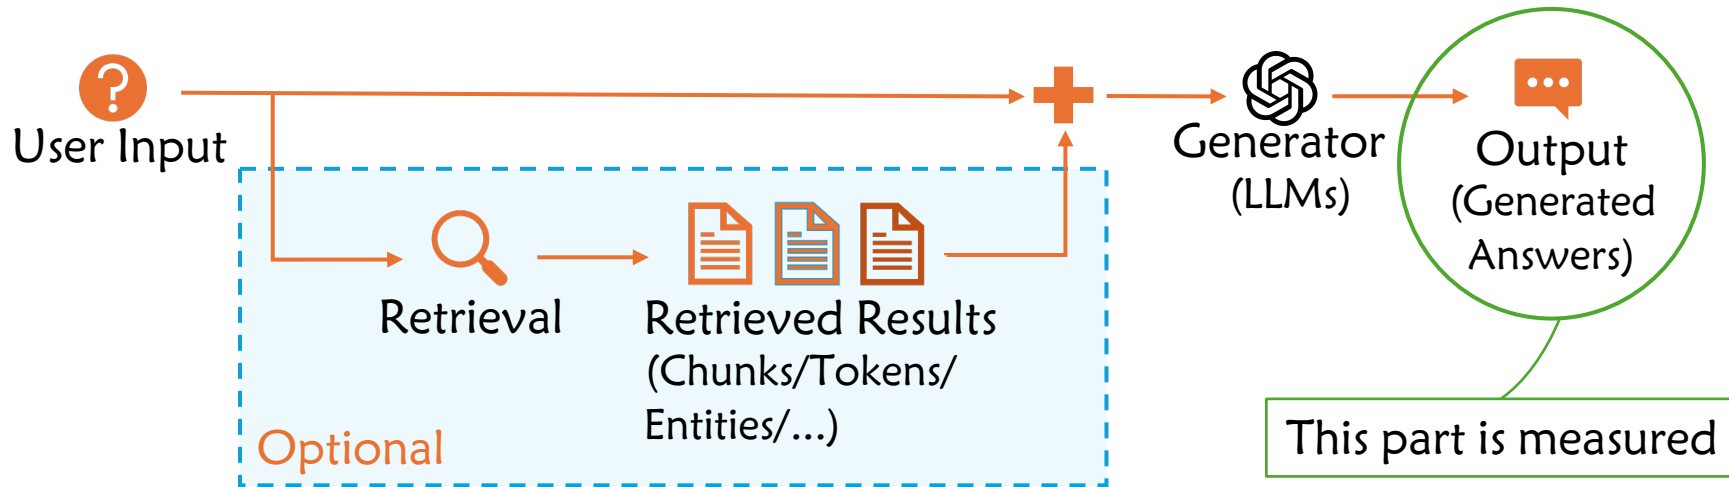 User Input
Generator
(LLMs)
Output
(Generated
Answers)
Retrieval
Retrieved Results
(Chunks/Tokens/
Entities/...)
Optional
This part is measured